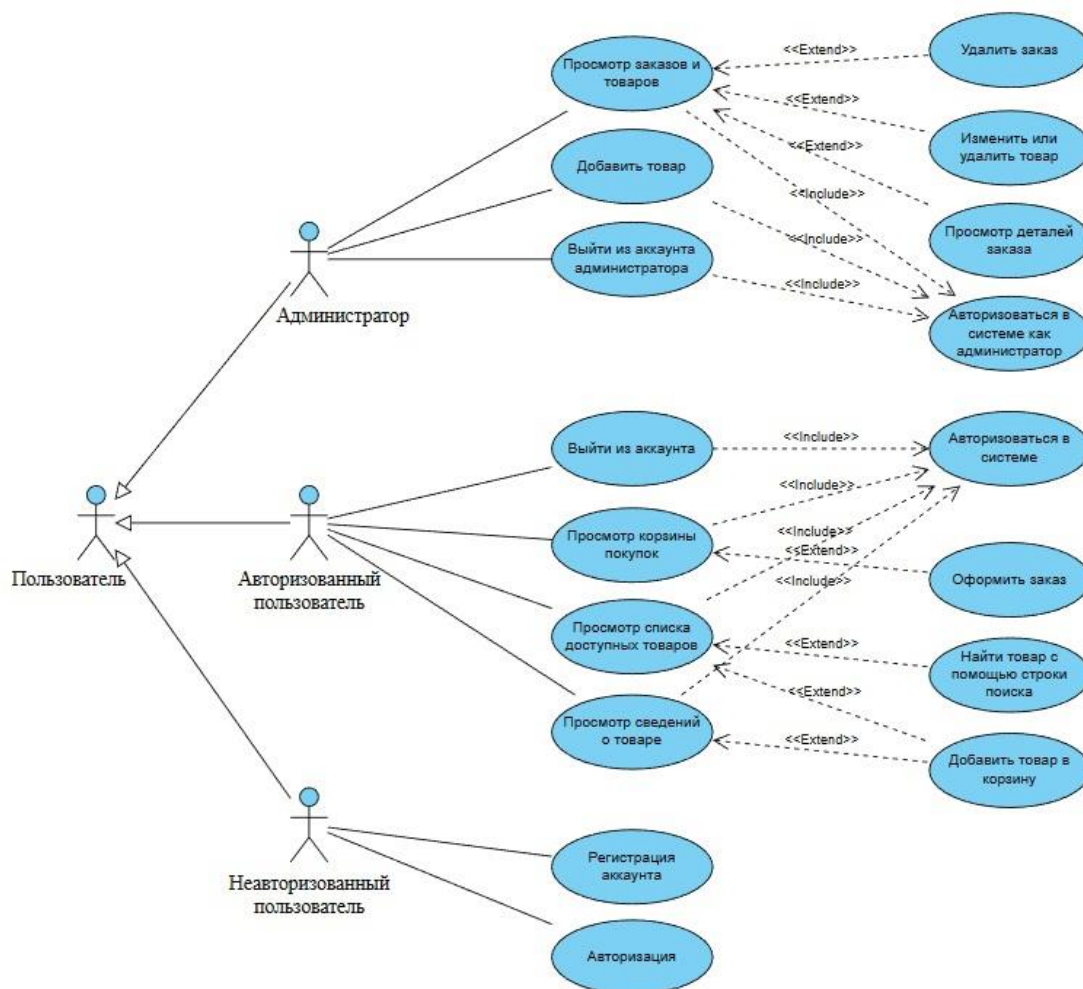 Просмотр заказов и
товаров
<<Extend>>
Удалить заказ
<<Extend>>
Изменить или
удалить товар
<<Extend>>
Добавить товар
<<Include>>
Просмотр деталей
заказа
<<Include>>
Выйти из аккаунта
администратора
<<Include>>
Администратор
Авторизоваться в
системе как
администратор
Выйти из аккаунта
<<Include>>
Авторизоваться в
системе
<<Include>>
Просмотр корзины
покупок
<<Include>>
<<Extend>>
<<Include>>
Оформить заказ
Пользователь
Авторизованный
пользователь
Просмотр списка
доступных товаров
<<Extend>>
Найти товар с
помощью строки
поиска
<<Extend>>
Просмотр сведений
о товаре
<<Extend>>
Добавить товар в
корзину
Неавторизованный
пользователь
Регистрация
аккаунта
Авторизация